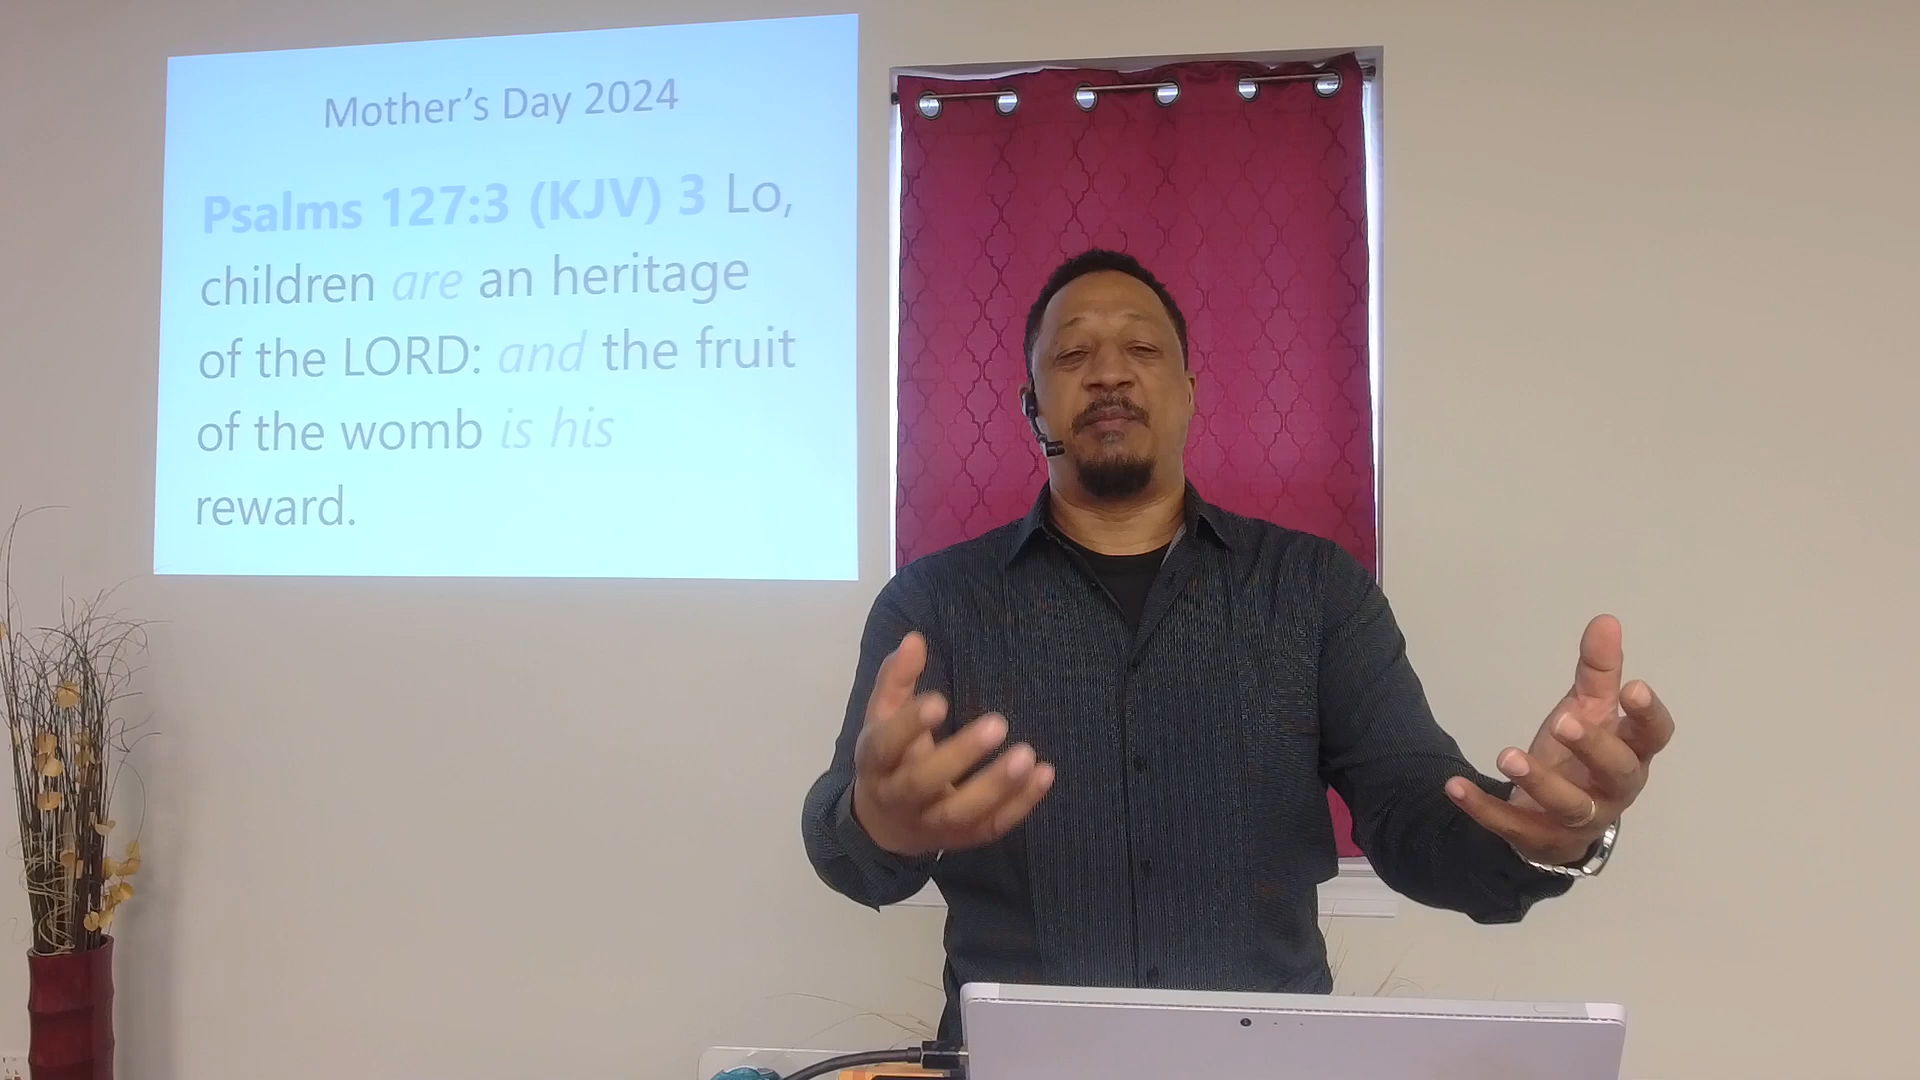 Mother’s Day 2024
Psalms 127:3 (KJV) 3 Lo,
children are an heritage
of the LORD: and the fruit
of the womb is his
reward.